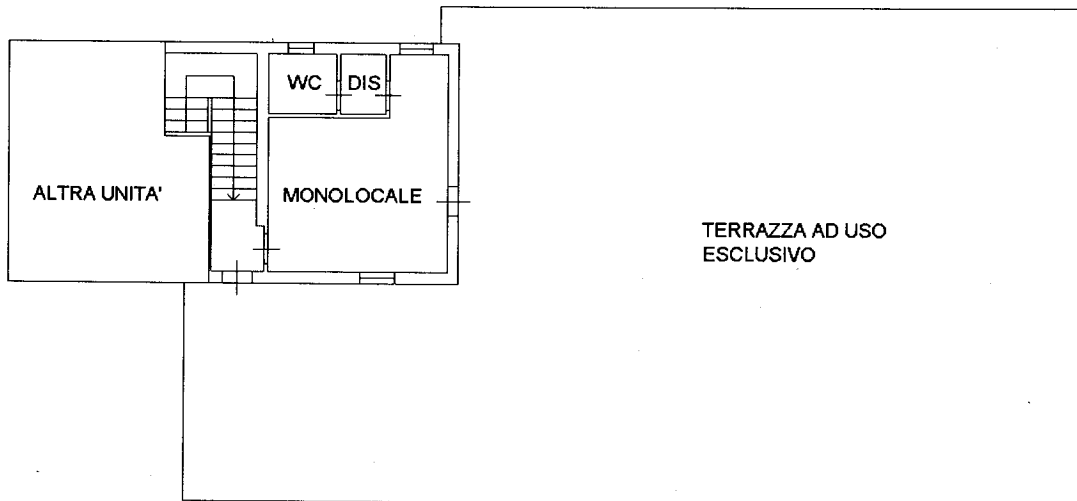 WC
DIS
ALTRA UNITA'
MONOLOCALE
TERRAZZA AD USO
ESCLUSIVO